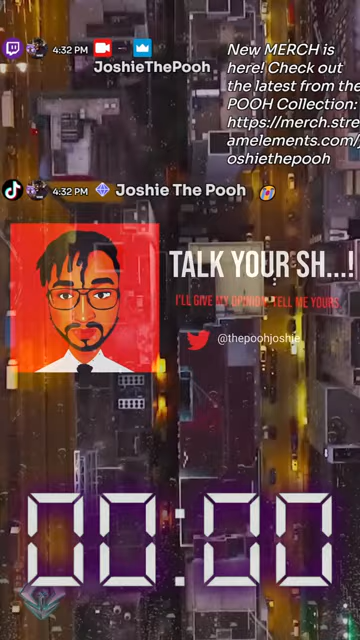 4:32 PM
JoshieThePooh
New MERCH is
here! Check out
the latest from the
POOH Collection:
https://merch.stre
amelements.com/j
oshiethepooh
4:32 PM Joshie The Pooh
TALK YOUR SH...!
I'LL GIVE MY OPINION, TELL ME YOURS
@thepoohjoshie
00:00